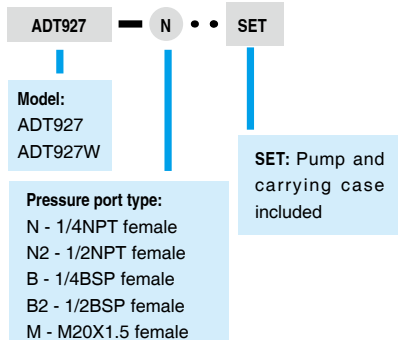 ADT927 N SET
Model:
ADT927
ADT927W
Pressure port type:
N - 1/4NPT female
N2 - 1/2NPT female
B - 1/4BSP female
B2 - 1/2BSP female
M - M20X1.5 female
SET: Pump and
carrying case
included